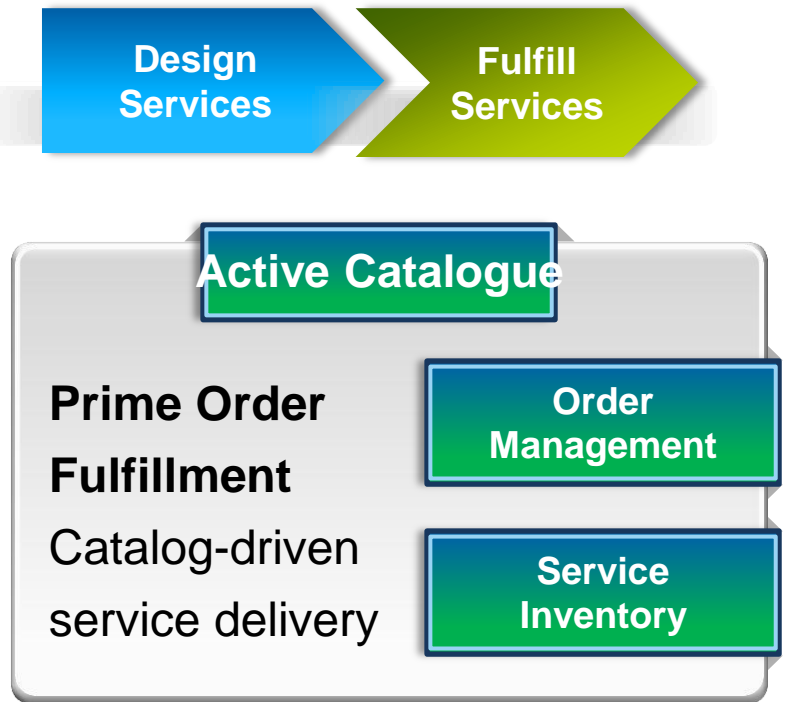 Design
Services
Fulfill
Services
Active Catalogue
Prime Order
Fulfillment
Catalog-driven
service delivery
Order
Management
Service
Inventory